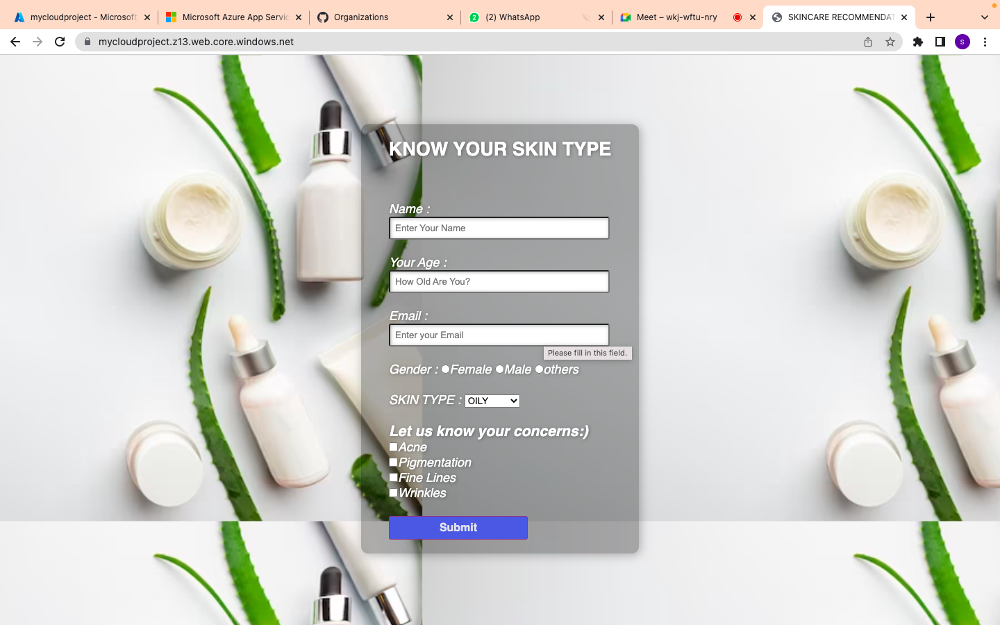 mycloudproject - Microsoft
Microsoft Azure App Servic
Organizations
(2) WhatsApp
Meet – wkj-wftu-nry
SKINCARE RECOMMENDAT
mycloudproject.z13.web.core.windows.net
S
KNOW YOUR SKIN TYPE
Name :
Enter Your Name
Your Age :
How Old Are You?
Email :
Enter your Email
Please fill in this field.
Gender : Female Male others
SKIN TYPE : OILY
Let us know your concerns:)
Acne
Pigmentation
Fine Lines
Wrinkles
Submit